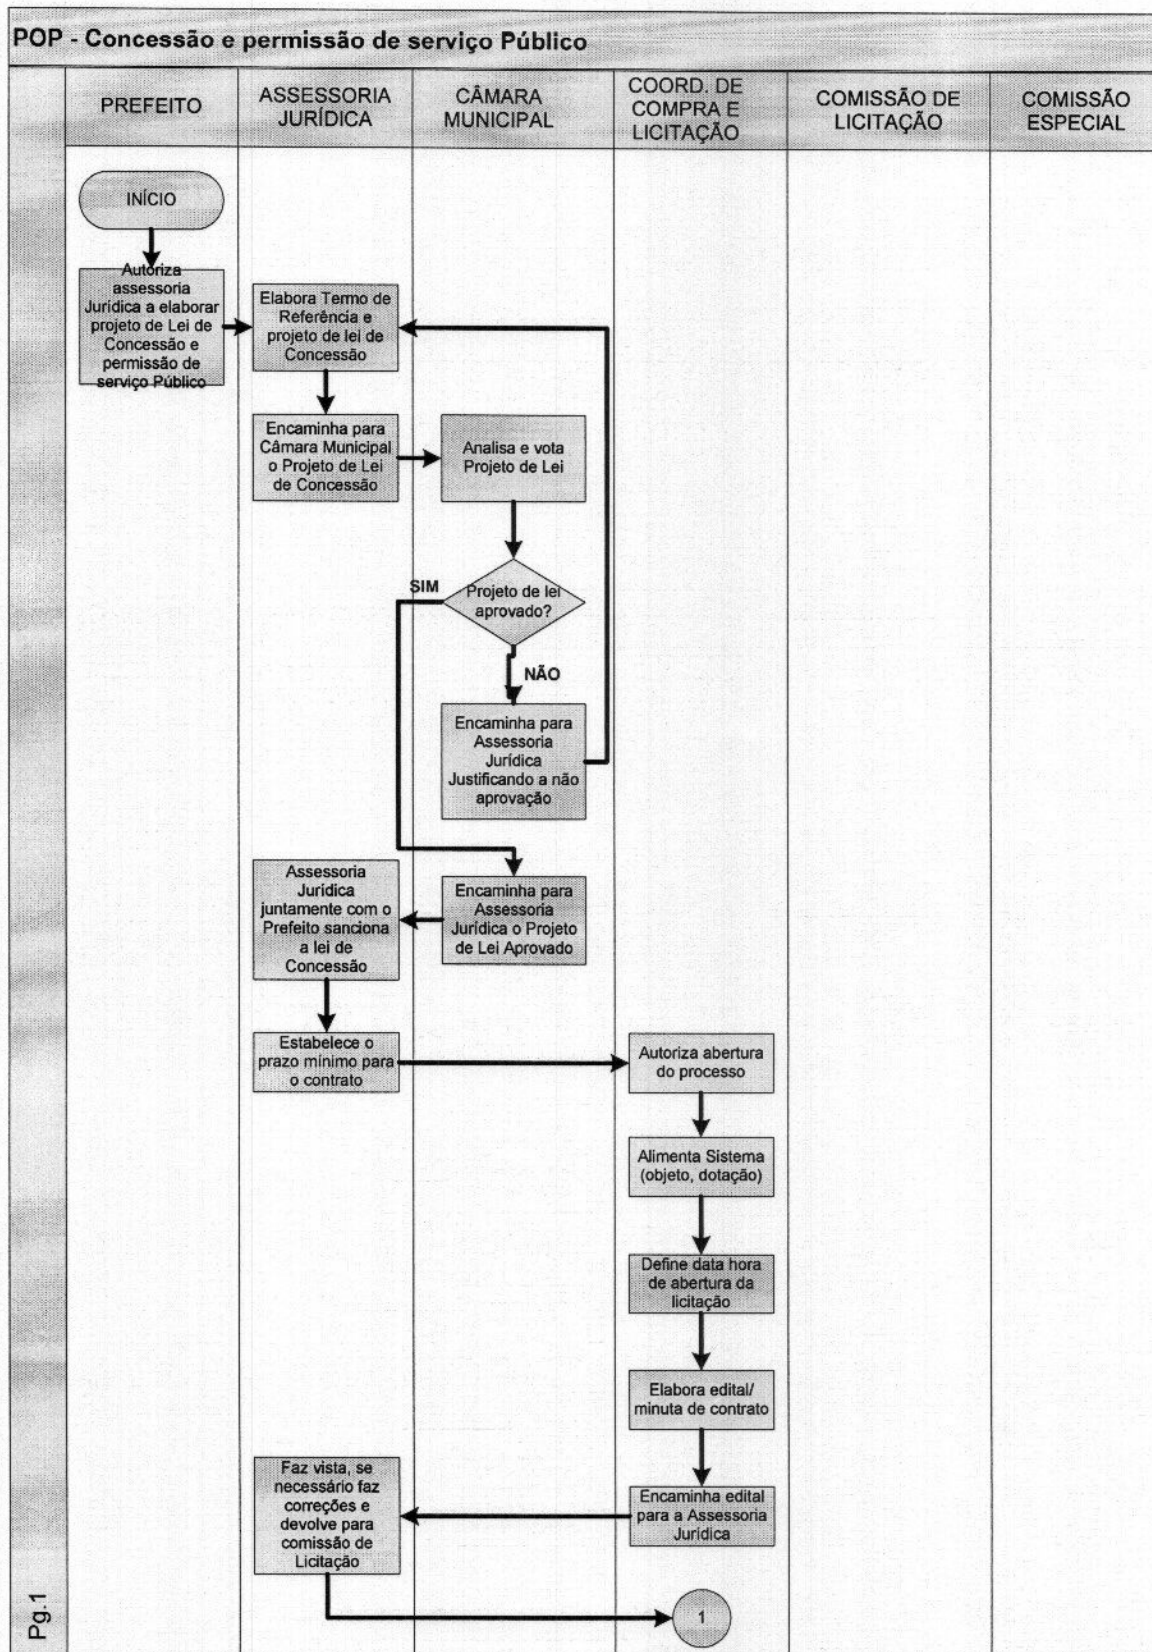 POP - Concessão e permissão de serviço Público
PREFEITO
ASSESSORIA
JURÍDICA
CÂMARA
MUNICIPAL
COORD. DE
COMPRA E
LICITAÇÃO
COMISSÃO DE
LICITAÇÃO
COMISSÃO
ESPECIAL
INÍCIO
Autoriza
assessoria
Jurídica a elaborar
projeto de Lei de
Concessão e
permissão de
serviço Público
Elabora Termo de
Referência e
projeto de lei de
Concessão
Encaminha para
Câmara Municipal
o Projeto de Lei
de Concessão
Analisa e vota
Projeto de Lei
SIM
Projeto de lei
aprovado?
NÃO
Encaminha para
Assessoria
Jurídica
Justificando a não
aprovação
Assessoria
Jurídica
juntamente com o
Prefeito sanciona
a lei de
Concessão
Encaminha para
Assessoria
Jurídica o Projeto
de Lei Aprovado
Estabelece o
prazo mínimo para
o contrato
Autoriza abertura
do processo
Alimenta Sistema
(objeto, dotação)
Define data hora
de abertura da
licitação
Elabora edital/
minuta de contrato
Faz vista, se
necessário faz
correções e
devolve para
comissão de
Licitação
Encaminha edital
para a Assessoria
Jurídica
1
Pg.1